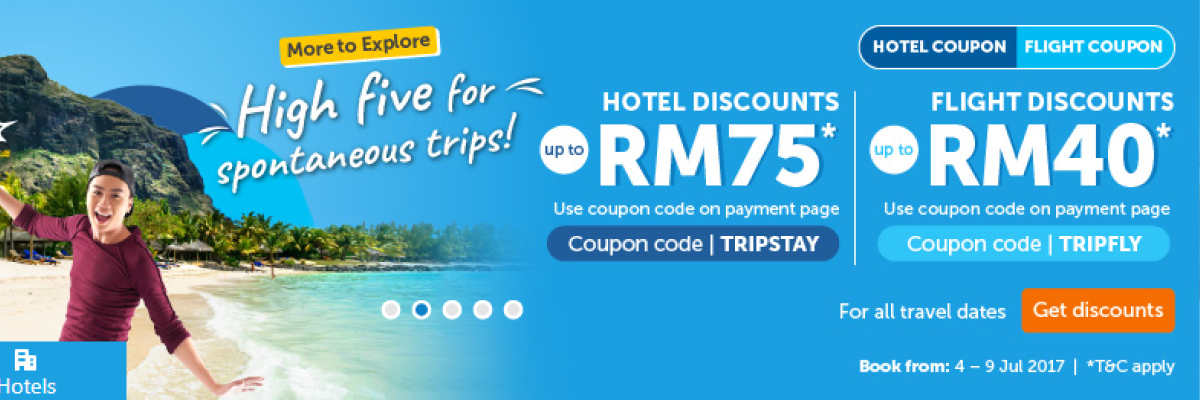 More to Explore
High five for
spontaneous trips!
HOTEL COUPON
FLIGHT COUPON
HOTEL DISCOUNTS
up to RM75*
Use coupon code on payment page
Coupon code | TRIPSTAY
FLIGHT DISCOUNTS
up to RM40*
Use coupon code on payment page
Coupon code | TRIPFLY
For all travel dates
Get discounts
Book from: 4 – 9 Jul 2017 | *T&C apply
Hotels